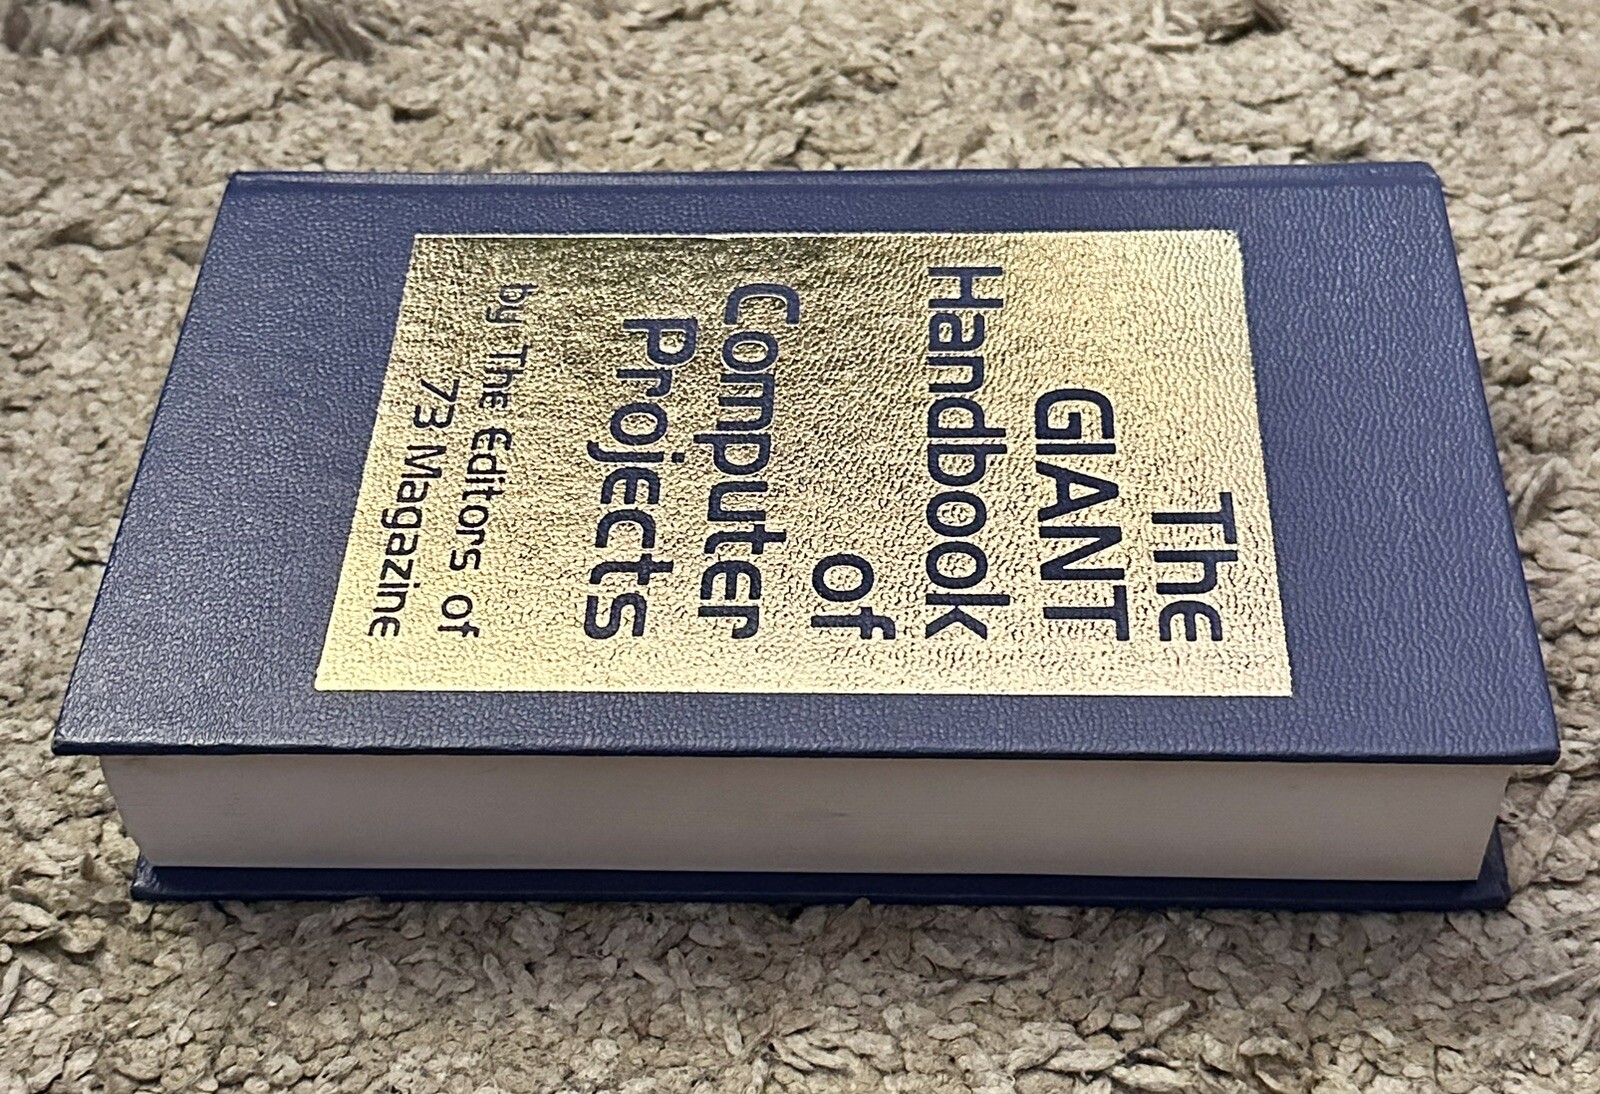 The
GIANT
Handbook
of
Computer
Projects
by The Editors of
73 Magazine